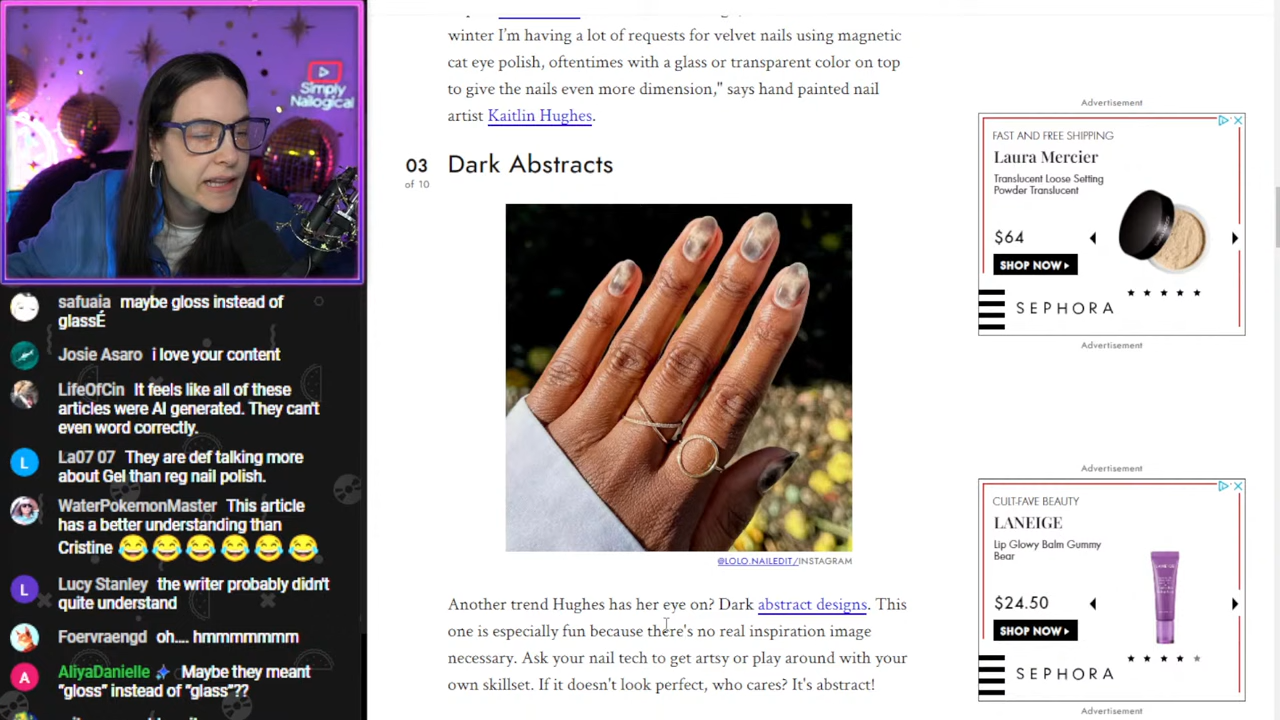 Simply
Nailogical
safuaia maybe gloss instead of
glassÉ
Josie Asaro i love your content
LifeOfCin It feels like all of these
articles were AI generated. They can't
even word correctly.
L
La07 07 They are def talking more
about Gel than reg nail polish.
WaterPokemonMaster This article
has a better understanding than
Cristine 😂😂😂😂😂😂
L
Lucy Stanley the writer probably didn't
quite understand
Foervraengd oh.... hmmmmmmm
A
AliyaDanielle Maybe they meant
"gloss" instead of "glass"??
winter I'm having a lot of requests for velvet nails using magnetic
cat eye polish, oftentimes with a glass or transparent color on top
to give the nails even more dimension," says hand painted nail
artist Kaitlin Hughes.
03
of 10
Dark Abstracts
@LOLO.NAILEDIT/INSTAGRAM
Another trend Hughes has her eye on? Dark abstract designs. This
one is especially fun because there's no real inspiration image
necessary. Ask your nail tech to get artsy or play around with your
own skillset. If it doesn't look perfect, who cares? It's abstract!
Advertisement
FAST AND FREE SHIPPING
Laura Mercier
Translucent Loose Setting
Powder Translucent
$64
SHOP NOW
SEPHORA
Advertisement
Advertisement
CULT-FAVE BEAUTY
LANEIGE
Lip Glowy Balm Gummy
Bear
$24.50
SHOP NOW
SEPHORA
Advertisement